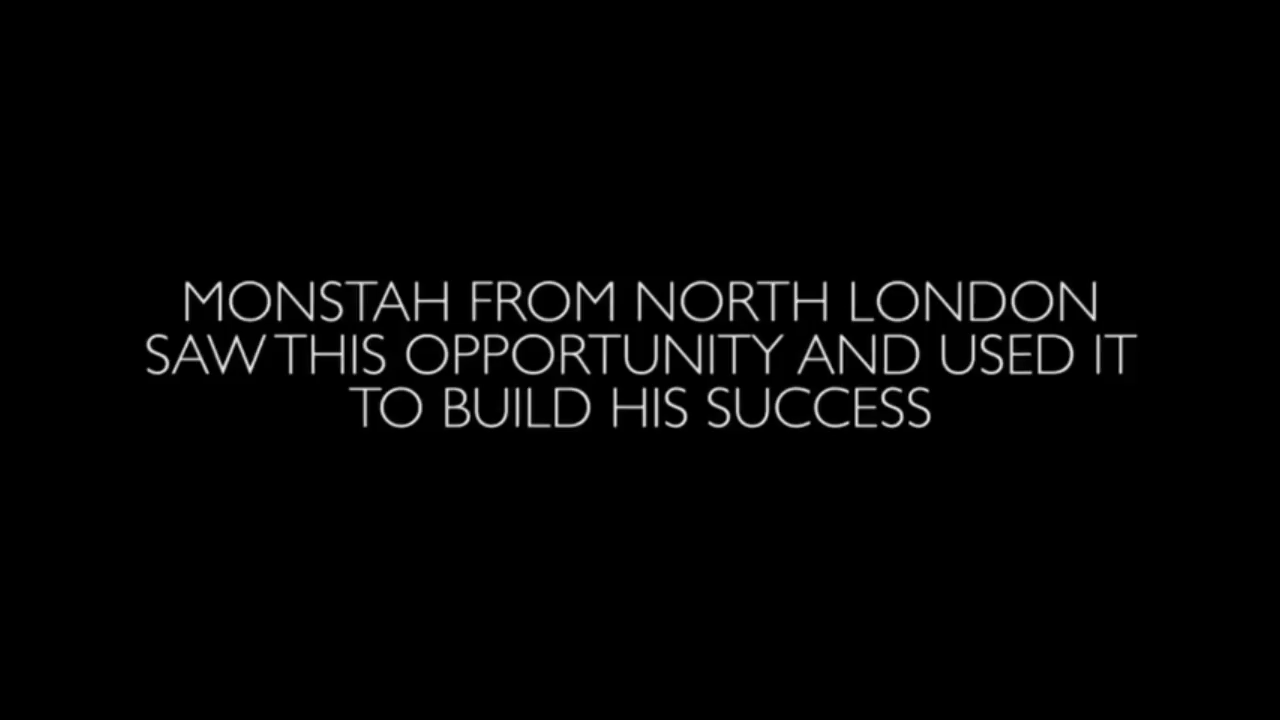 MONSTAH FROM NORTH LONDON
SAW THIS OPPORTUNITY AND USED IT
TO BUILD HIS SUCCESS